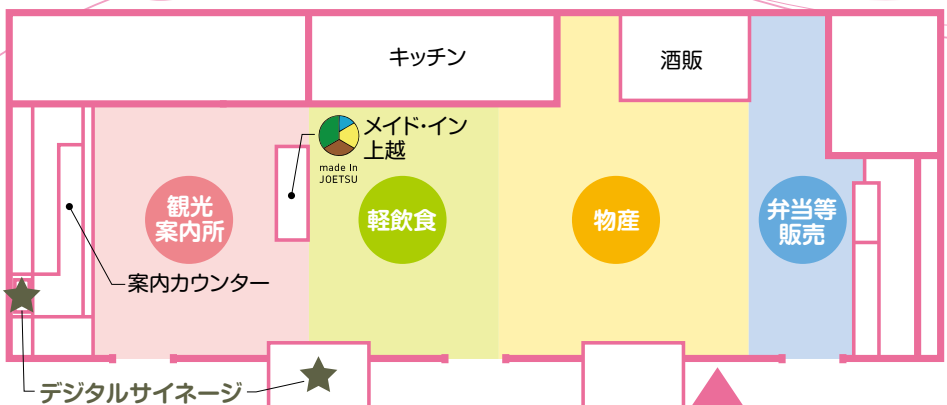 キッチン
酒販
メイド・イン
上越
made In
JOETSU
観光
案内所
軽飲食
物産
弁当等
販売
案内カウンター
デジタルサイネージ